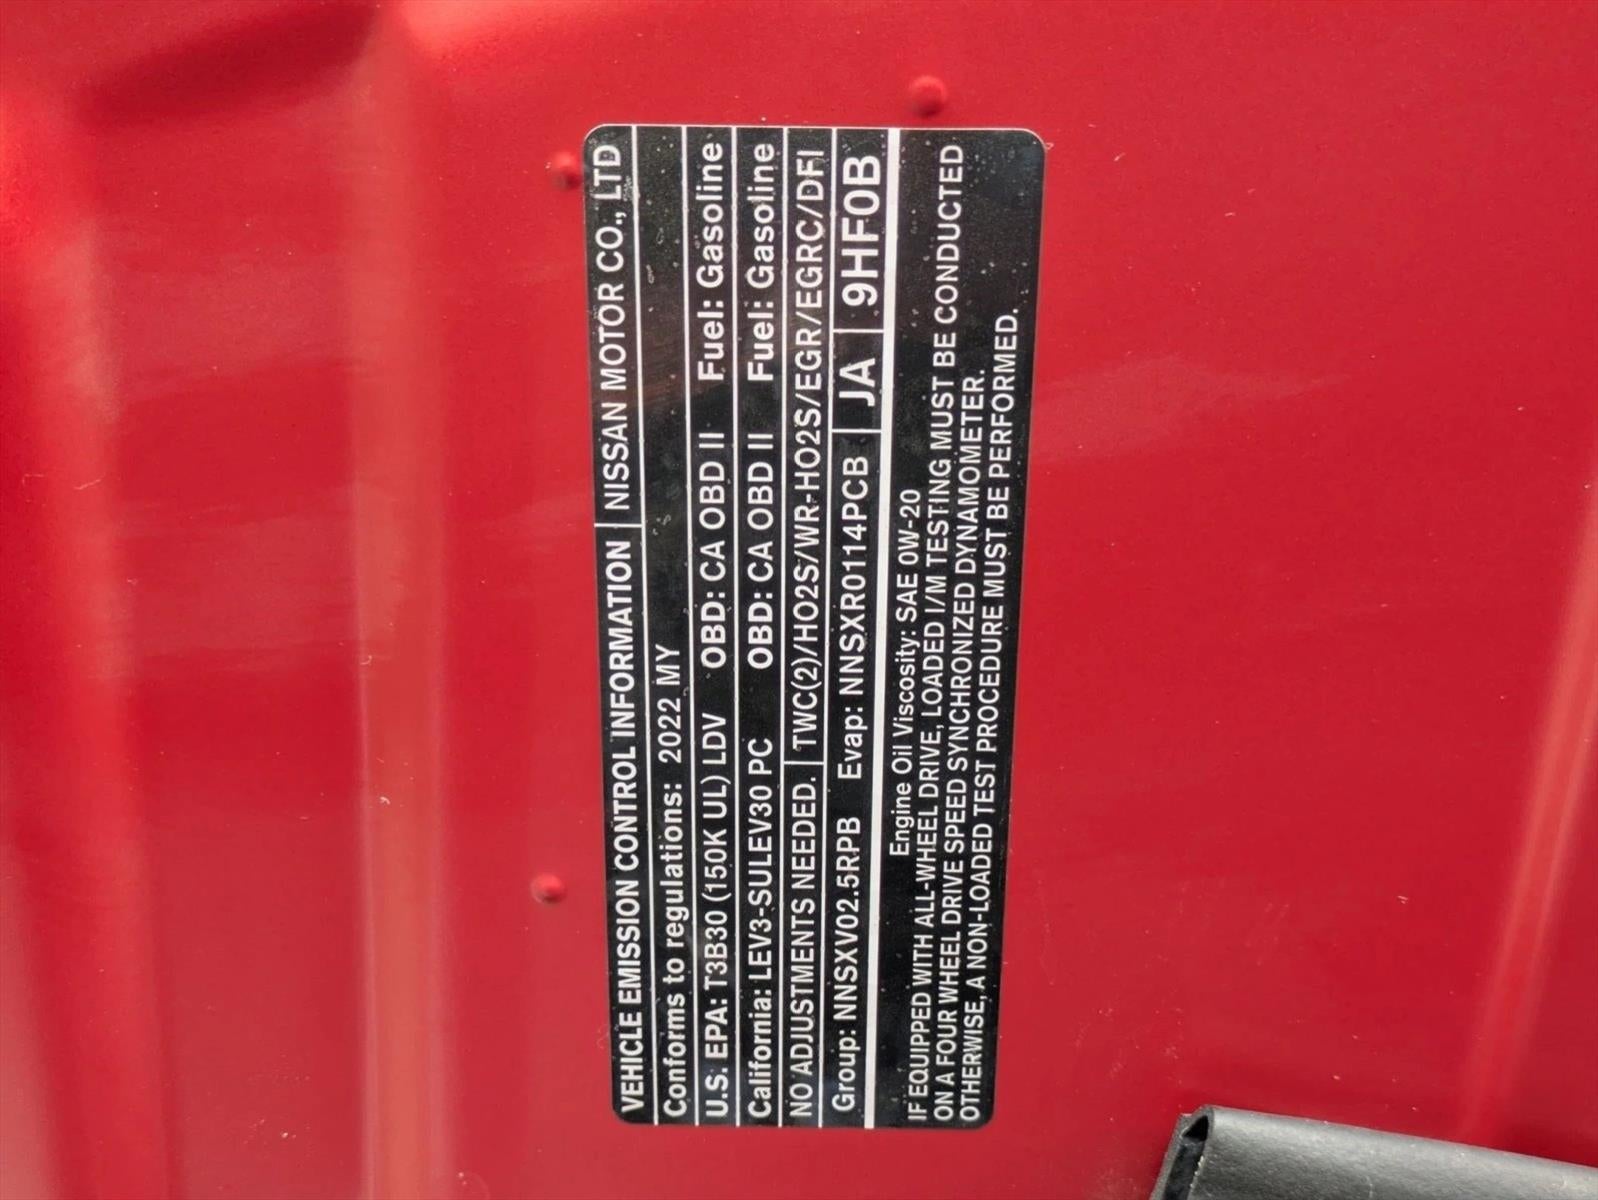 VEHICLE EMISSION CONTROL INFORMATION NISSAN MOTOR CO., LTD
Conforms to regulations: 2022 MY
U.S. EPA: T3B30 (150K UL) LDV OBD: CA OBD II Fuel: Gasoline
California: LEV3-SULEV30 PC OBD: CA OBD II Fuel: Gasoline
NO ADJUSTMENTS NEEDED. TWC(2)/HO2S/WR-HO2S/EGR/EGRC/DFI
Group: NNSXV02.5RPB Evap: NNSXR0114PCB JA 9HF0B
Engine Oil Viscosity: SAE 0W-20
IF EQUIPPED WITH ALL-WHEEL DRIVE, LOADED I/M TESTING MUST BE CONDUCTED
ON A FOUR WHEEL DRIVE SPEED SYNCHRONIZED DYNAMOMETER.
OTHERWISE, A NON-LOADED TEST PROCEDURE MUST BE PERFORMED.